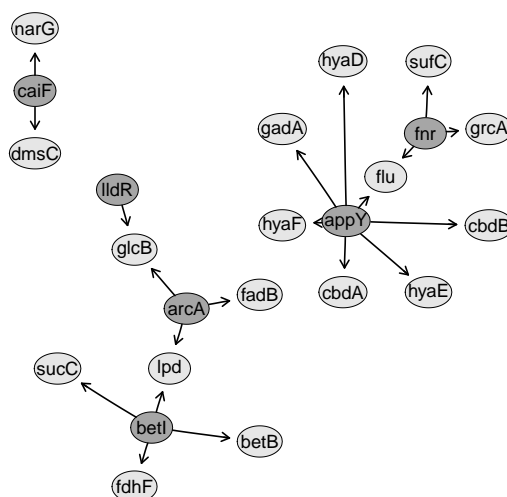 narG
caiF
dmsC
hyaD
sufC
gadA
fnr
grcA
flu
lldR
glcB
hyaF
appY
cbdB
cbdA
hyaE
arcA
fadB
sucC
lpd
betI
betB
fdhF